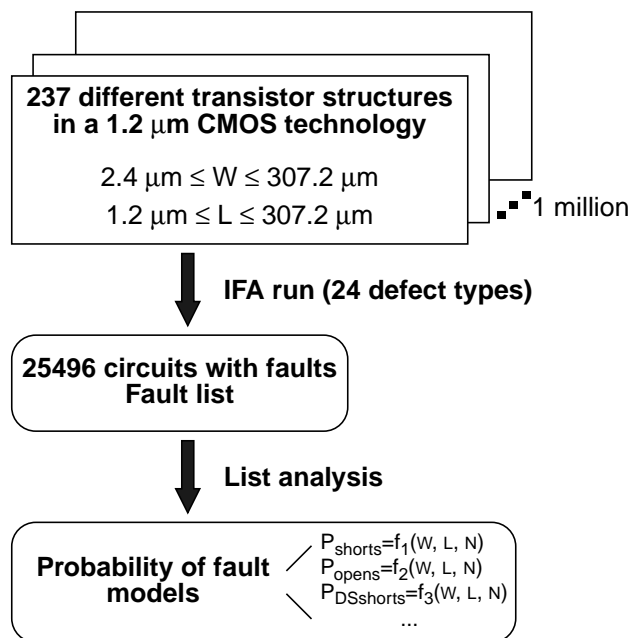 237 different transistor structures
in a 1.2 μm CMOS technology
2.4 μm ≤ W ≤ 307.2 μm
1.2 μm ≤ L ≤ 307.2 μm
1 million
IFA run (24 defect types)
25496 circuits with faults
Fault list
List analysis
Probability of fault
models
P_shorts=f_1(W, L, N)
P_opens=f_2(W, L, N)
P_DSshorts=f_3(W, L, N)
...